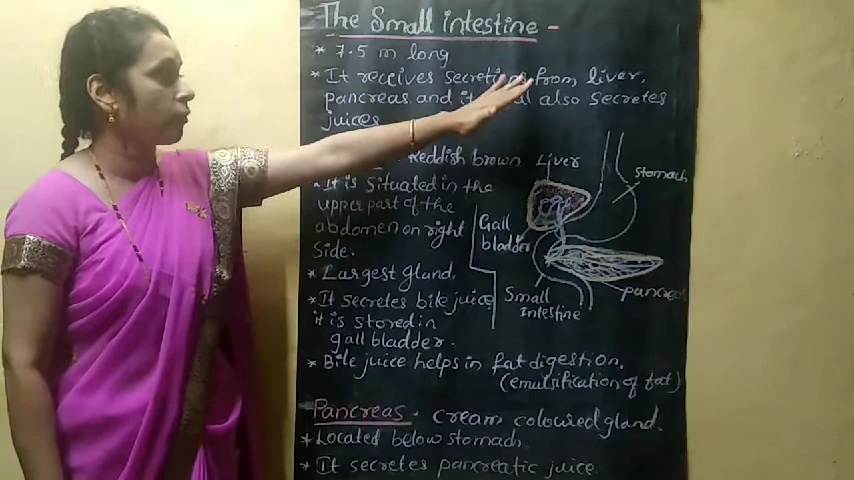 The Small intestine -
* 7.5 m long
* It receives secretions from liver,
pancreas and it wall also secretes
juices.
Reddish brown
* It is situated in the
upper part of the
abdomen on right
side.
* Largest gland,
* It secretes bile juice,
it is stored in
gall bladder.
Liver
stomach
Gall
bladder
Small
Intestine
pancreas
* Bile juice helps in fat digestion.
(emulsification of fat)
Pancreas - cream coloured gland.
* Located below stomach.
* It secretes pancreatic juice.